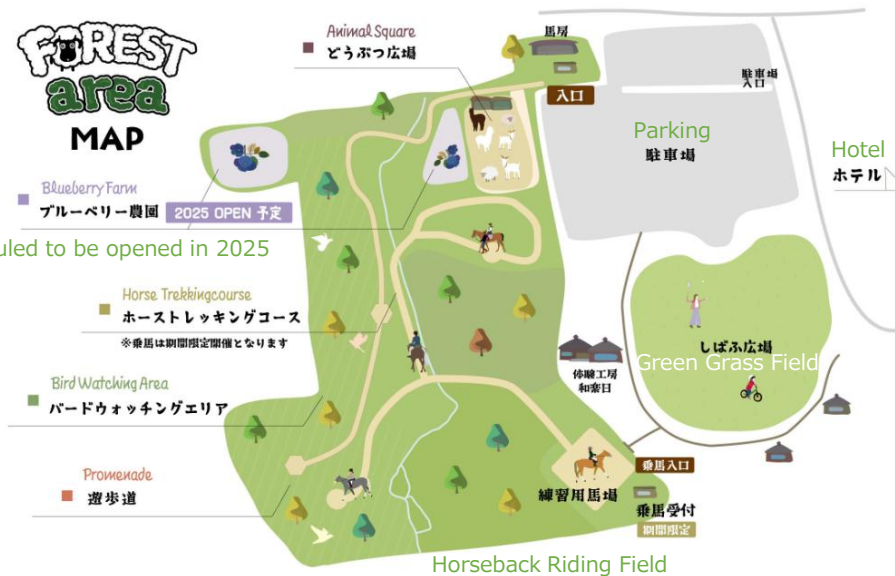 FOREST
area
MAP
Animal Square
どうぶつ広場
馬房
入口
駐車場
入口
Parking
駐車場
Hotel
ホテル
Blueberry Farm
ブルーベリー農園
2025 OPEN 予定
uled to be opened in 2025
Horse Trekkingcourse
ホーストレッキングコース
※乗馬は期間限定開催となります
しばふ広場
Green Grass Field
体験工房
和楽日
Bird Watching Area
バードウォッチングエリア
Promenade
遊歩道
乗馬入口
練習用馬場
乗馬受付
期間限定
Horseback Riding Field